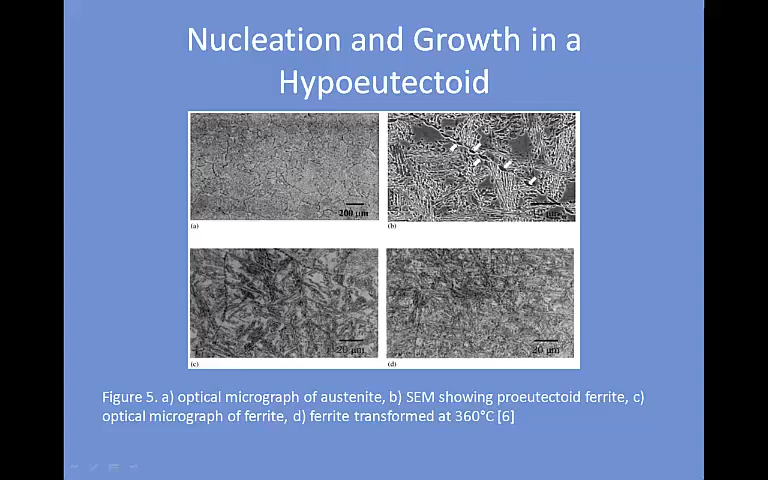 Nucleation and Growth in a
Hypoeutectoid
200 µm
(a)
(b)
20 µm
(c)
20 µm
(d)
Figure 5. a) optical micrograph of austenite, b) SEM showing proeutectoid ferrite, c)
optical micrograph of ferrite, d) ferrite transformed at 360°C [6]